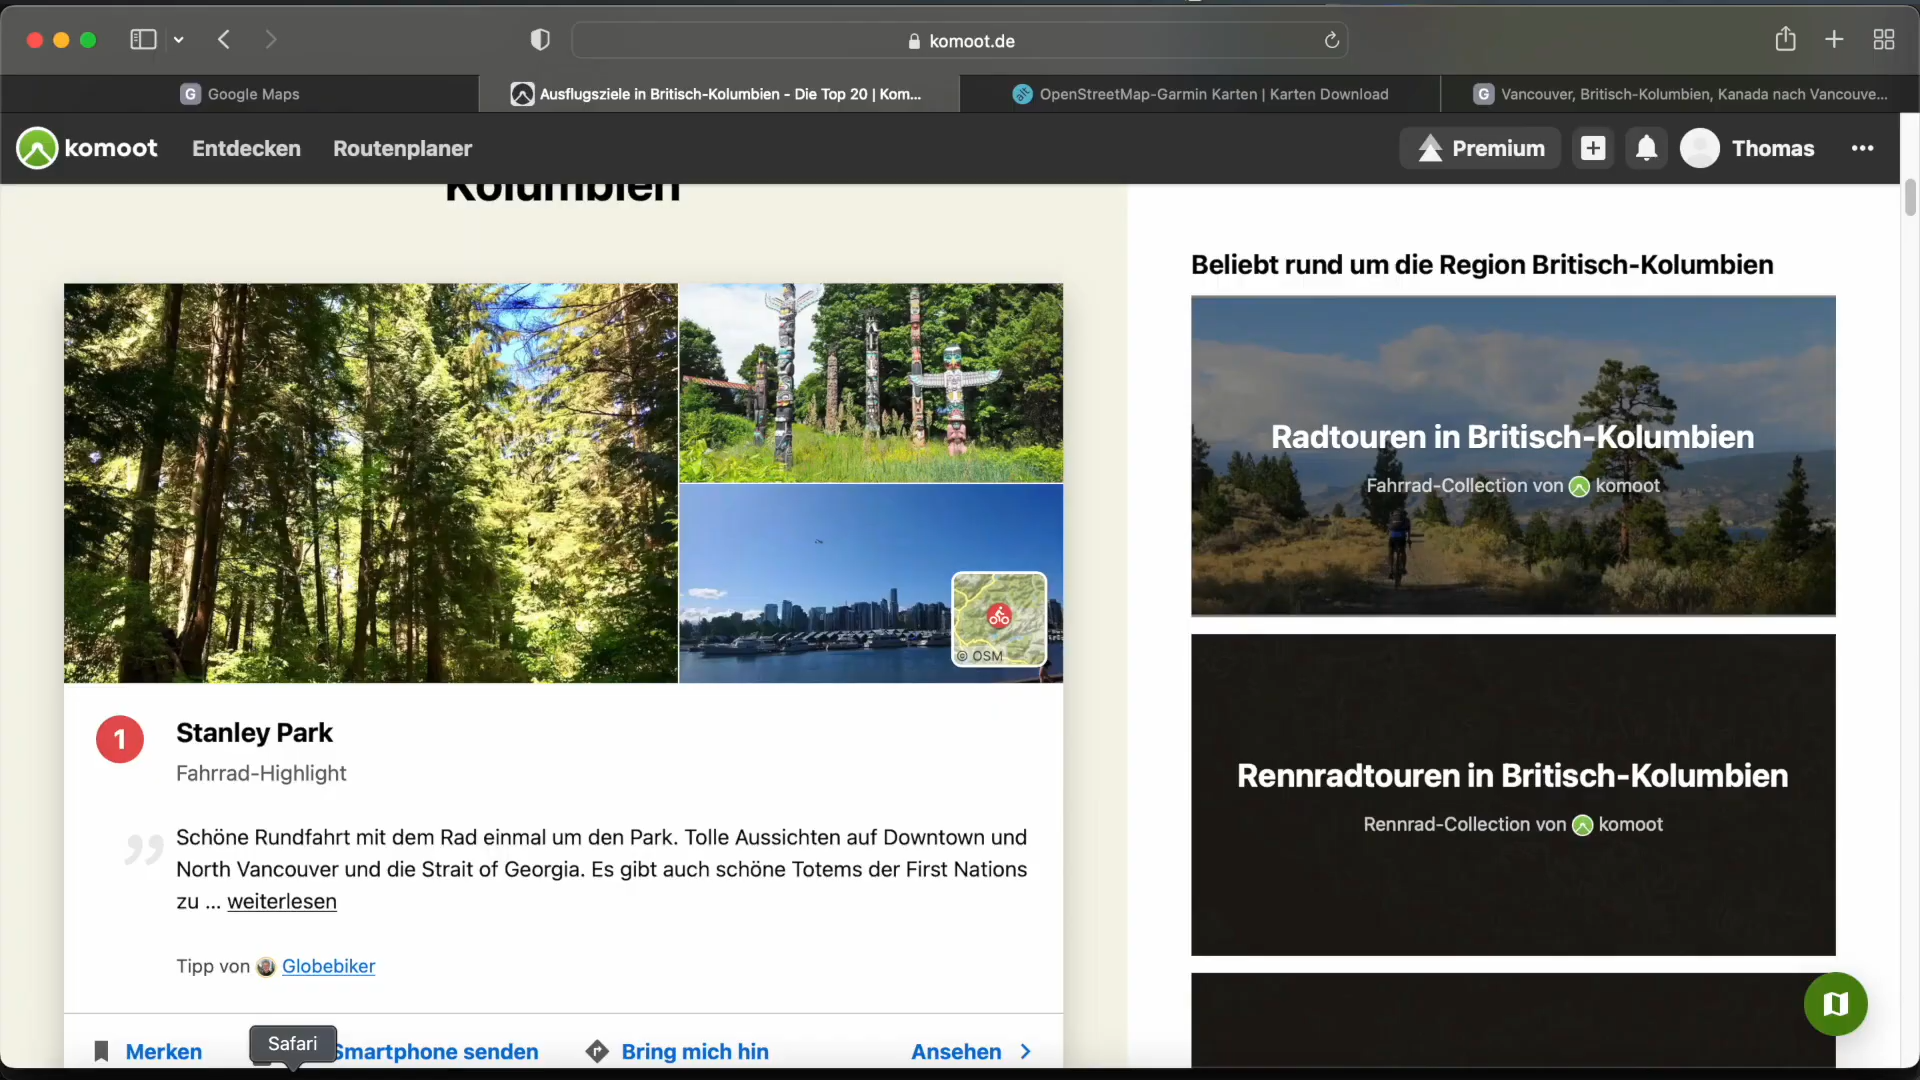 komoot.de
Google Maps
Ausflugsziele in Britisch-Kolumbien - Die Top 20 | Kom...
OpenStreetMap-Garmin Karten | Karten Download
Vancouver, Britisch-Kolumbien, Kanada nach Vancouve...
komoot
Entdecken
Routenplaner
Premium
Thomas
Kolumbien
Beliebt rund um die Region Britisch-Kolumbien
Radtouren in Britisch-Kolumbien
Fahrrad-Collection von komoot
© OSM
1
Stanley Park
Fahrrad-Highlight
Schöne Rundfahrt mit dem Rad einmal um den Park. Tolle Aussichten auf Downtown und
North Vancouver und die Strait of Georgia. Es gibt auch schöne Totems der First Nations
zu ... weiterlesen
Tipp von Globebiker
Rennradtouren in Britisch-Kolumbien
Rennrad-Collection von komoot
Merken
Safari
Smartphone senden
Bring mich hin
Ansehen